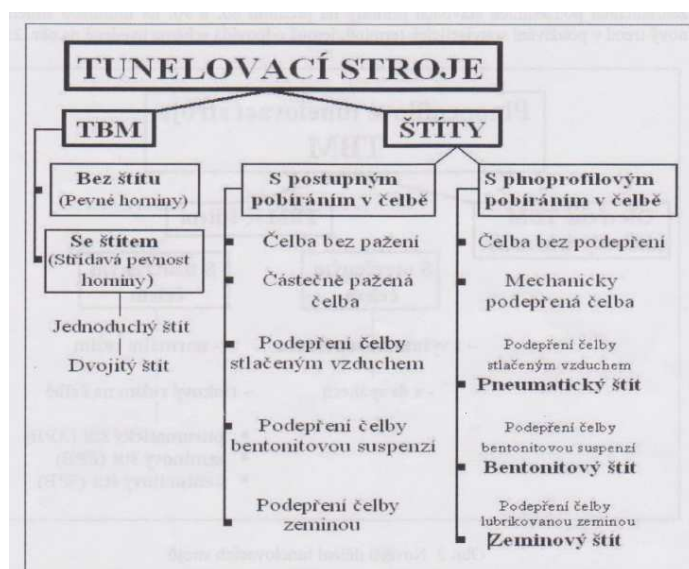 TUNELOVACÍ STROJE
TBM
ŠTÍTY
Bez štítu
(Pevné horniny)
Se štítem
(Střídavá pevnost
horniny)
Jednoduchý štít
Dvojitý štít
S postupným
pobíráním v čelbě
Čelba bez pažení
Částečně pažená
čelba
Podepření čelby
stlačeným vzduchem
Podepření čelby
bentonitovou suspenzí
Podepření čelby
zeminou
S plnoprofilovým
pobíráním v čelbě
Čelba bez podepření
Mechanicky
podepřená čelba
Podepření čelby
stlačeným vzduchem
Pneumatický štít
Podepření čelby
bentonitovou suspenzí
Bentonitový štít
Podepření čelby
lubrikovanou zeminou
Zeminový štít